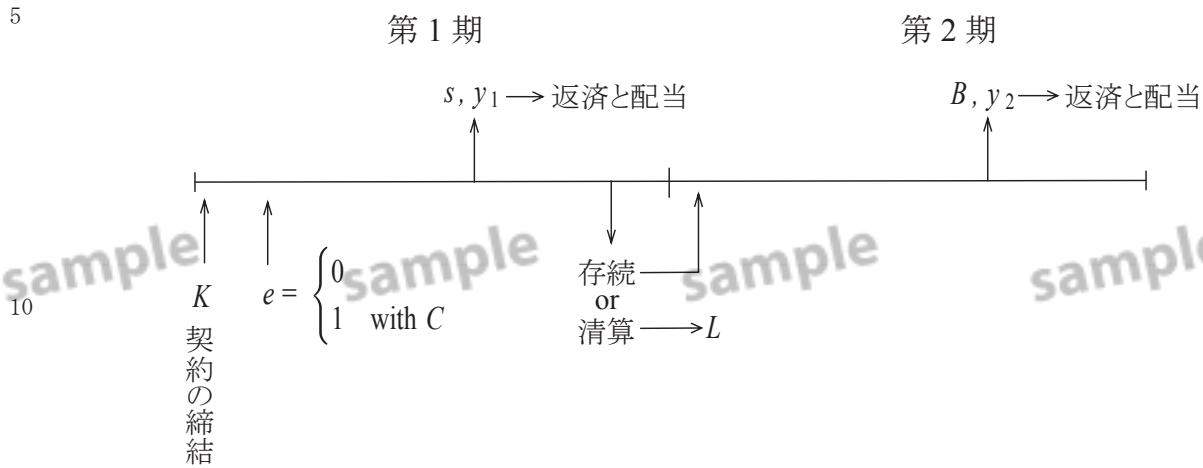 5
第 1 期
第 2 期
s, y1 → 返済と配当
B, y2 → 返済と配当
sample sample sample sample
10
K
契約の締結
e = { 0
1 with C
存続
or
清算 → L